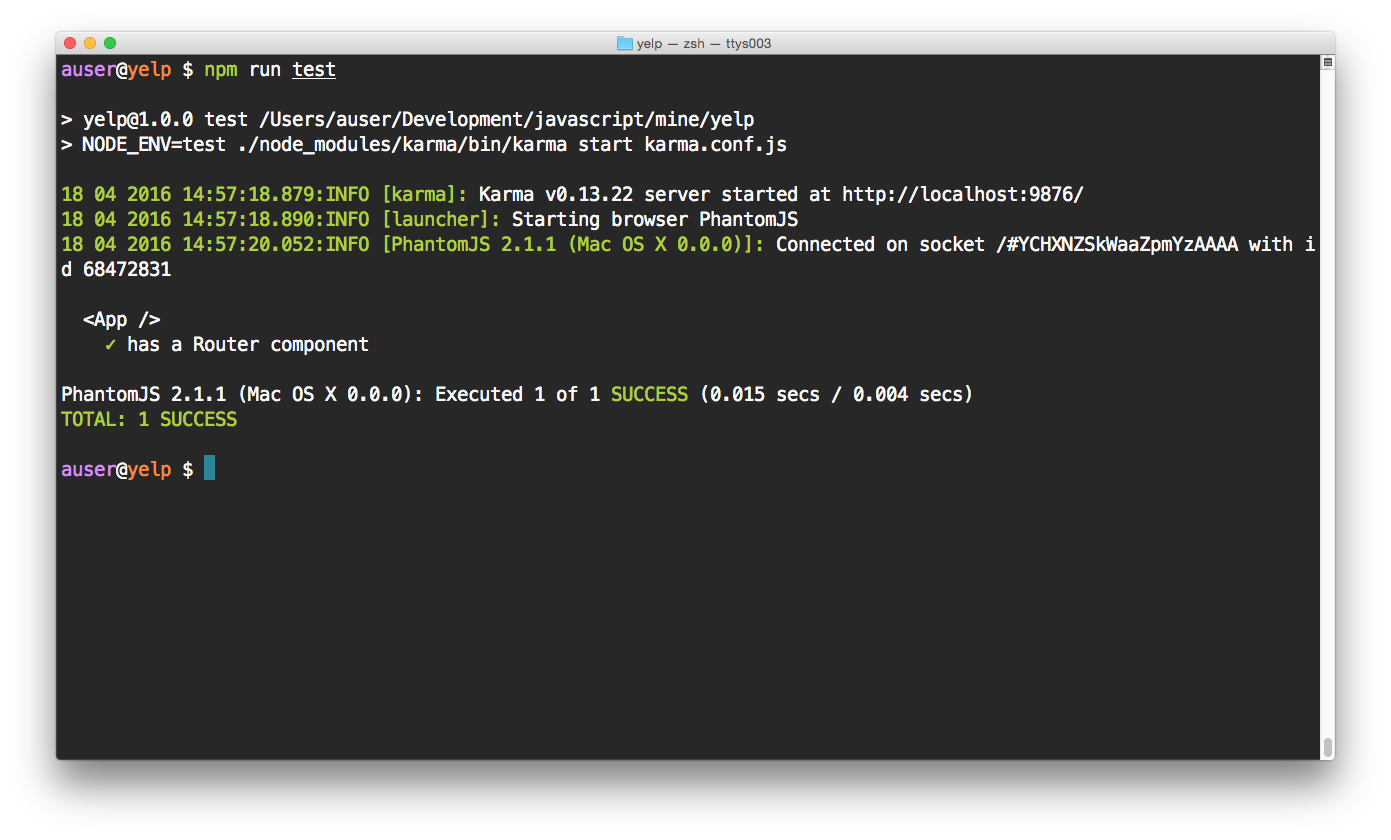 yelp — zsh — ttys003
auser@yelp $ npm run test
> yelp@1.0.0 test /Users/auser/Development/javascript/mine/yelp
> NODE_ENV=test ./node_modules/karma/bin/karma start karma.conf.js
18 04 2016 14:57:18.879:INFO [karma]: Karma v0.13.22 server started at http://localhost:9876/
18 04 2016 14:57:18.890:INFO [launcher]: Starting browser PhantomJS
18 04 2016 14:57:20.052:INFO [PhantomJS 2.1.1 (Mac OS X 0.0.0)]: Connected on socket /#YCHXNZSkWaaZpmYzAAAA with i
d 68472831
<App />
✓ has a Router component
PhantomJS 2.1.1 (Mac OS X 0.0.0): Executed 1 of 1 SUCCESS (0.015 secs / 0.004 secs)
TOTAL: 1 SUCCESS
auser@yelp $